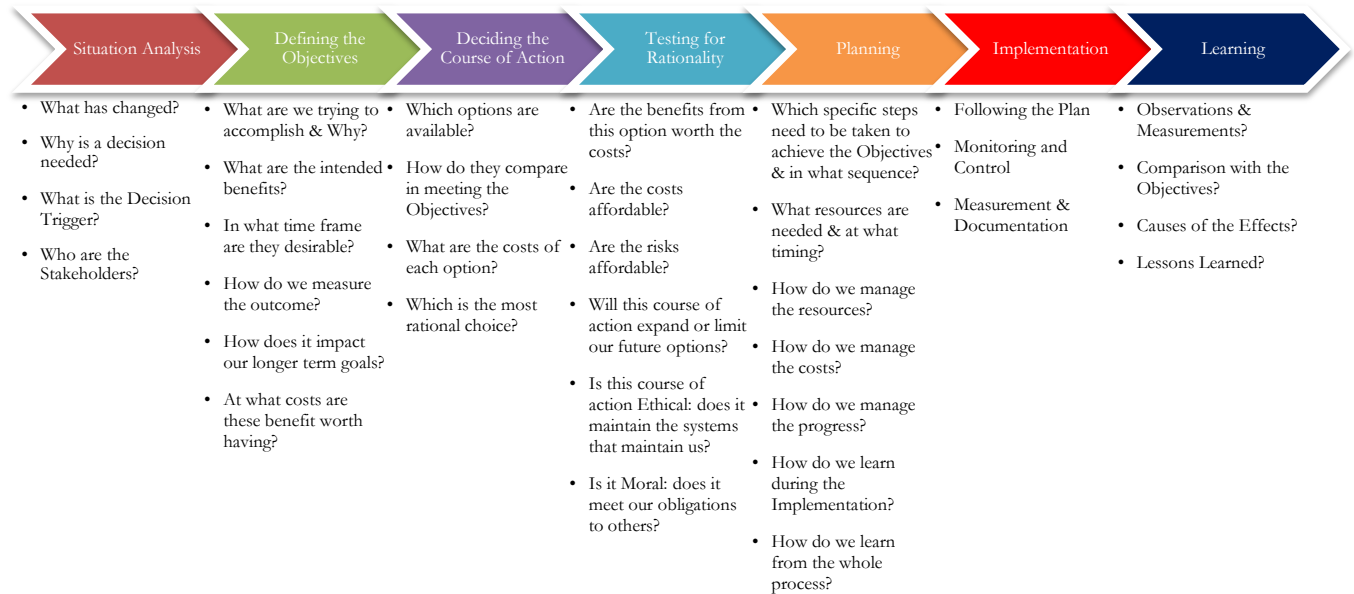 Situation Analysis
Defining the
Objectives
Deciding the
Course of Action
Testing for
Rationality
Planning
Implementation
Learning
• What has changed?
• Why is a decision
needed?
• What is the Decision
Trigger?
• Who are the
Stakeholders?
• What are we trying to
accomplish & Why?
• What are the intended
benefits?
• In what time frame
are they desirable?
• How do we measure
the outcome?
• How does it impact
our longer term goals?
• At what costs are
these benefit worth
having?
• Which options are
available?
• How do they compare
in meeting the
Objectives?
• What are the costs of
each option?
• Which is the most
rational choice?
• Are the benefits from
this option worth the
costs?
• Are the costs
affordable?
• Are the risks
affordable?
• Will this course of
action expand or limit
our future options?
• Is this course of
action Ethical: does it
maintain the systems
that maintain us?
• Is it Moral: does it
meet our obligations
to others?
• Which specific steps
need to be taken to
achieve the Objectives
& in what sequence?
• What resources are
needed & at what
timing?
• How do we manage
the resources?
• How do we manage
the costs?
• How do we manage
the progress?
• How do we learn
during the
Implementation?
• How do we learn
from the whole
process?
• Following the Plan
• Monitoring and
Control
• Measurement &
Documentation
• Observations &
Measurements?
• Comparison with the
Objectives?
• Causes of the Effects?
• Lessons Learned?